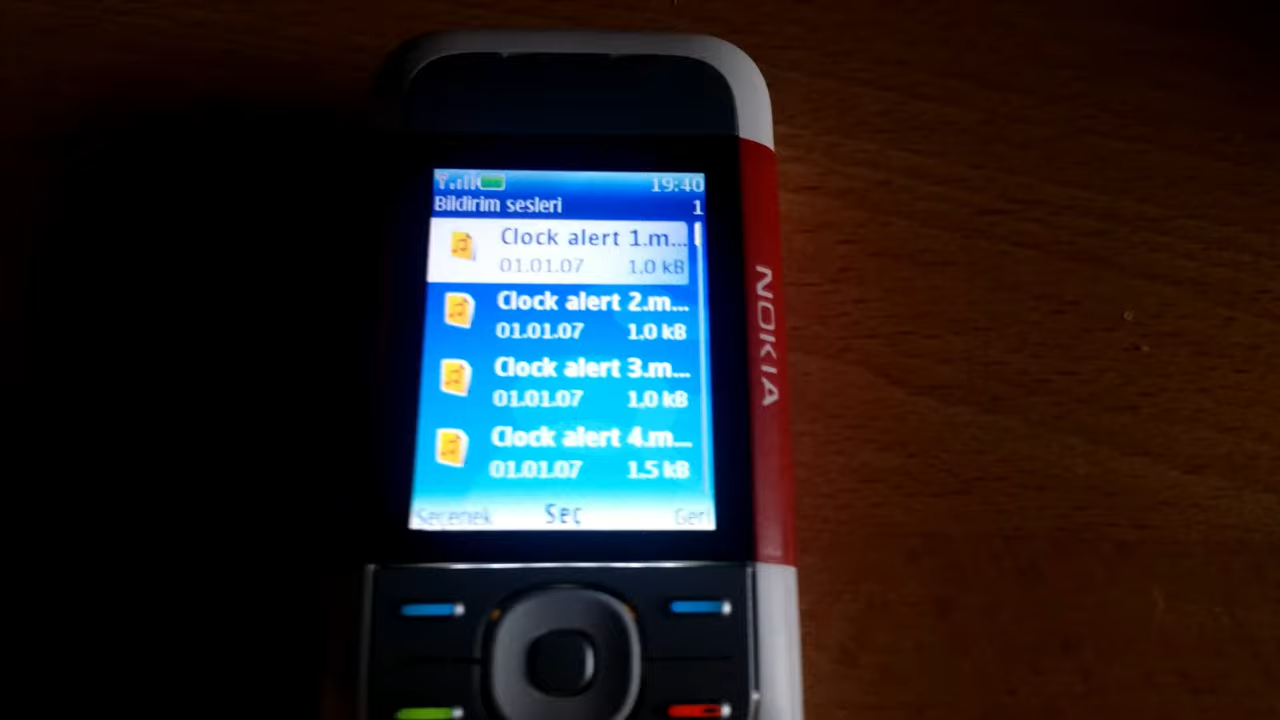 19:40
Bildirim sesleri 1
Clock alert 1.m...
01.01.07 1,0 kB
Clock alert 2.m...
01.01.07 1,0 kB
Clock alert 3.m...
01.01.07 1,0 kB
Clock alert 4.m...
01.01.07 1,5 kB
Seçenek Seç Geri
NOKIA